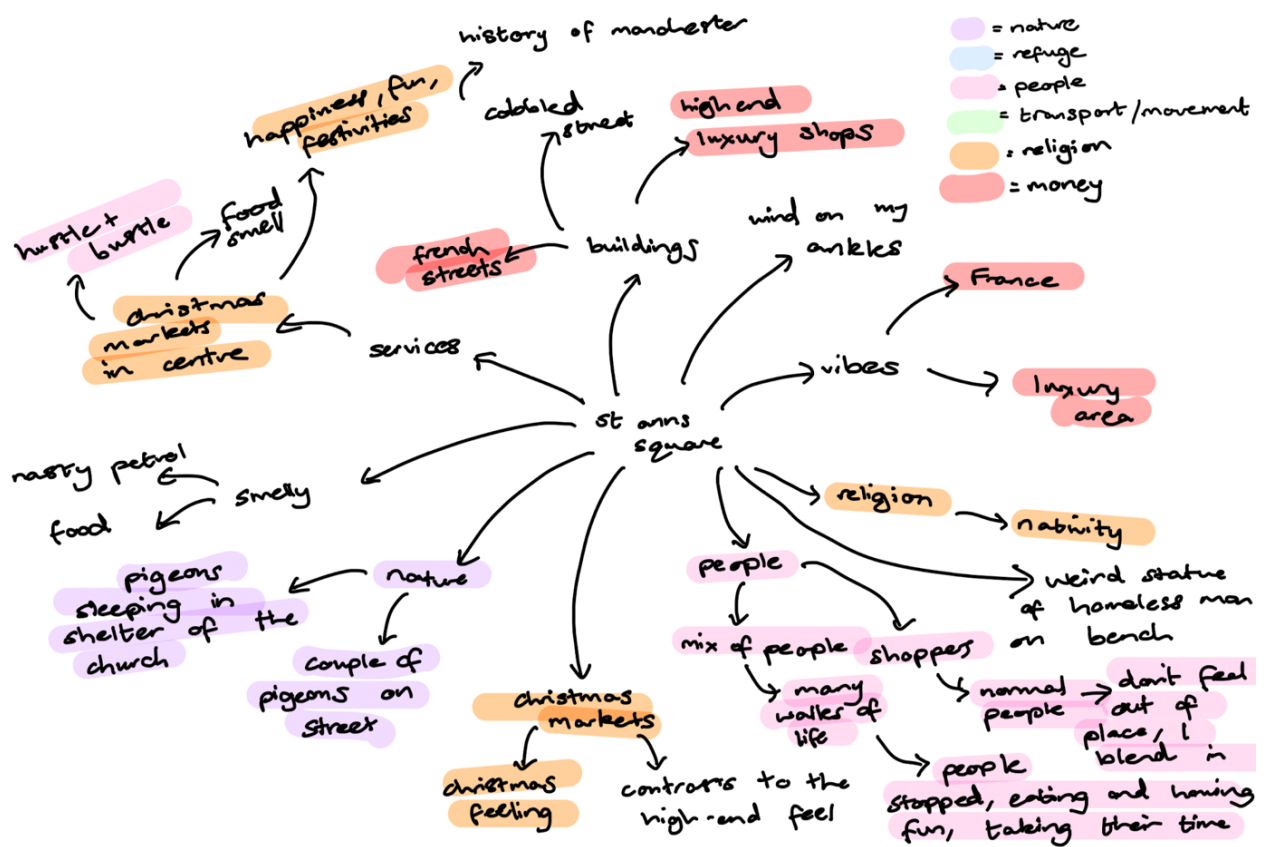 history of manchester
= nature
= refuge
= people
= transport/movement
= religion
= money
happiness, fun,
festivities
cobbled
street
high end
luxury shops
hustle +
bustle
food
smell
french
streets
buildings
wind on my
ankles
France
christmas
markets
in centre
services
vibes
luxury
area
st anns
square
nasty petrol
smelly
food
religion
nativity
pigeons
sleeping in
shelter of the
church
nature
couple of
pigeons on
street
people
weird statue
of homeless man
on bench
mix of people
shoppers
many
walks of
life
normal
people
don't feel
out of
place, I
blend in
people
stopped, eating and having
fun, taking their time
christmas
markets
christmas
feeling
contrasts to the
high-end feel